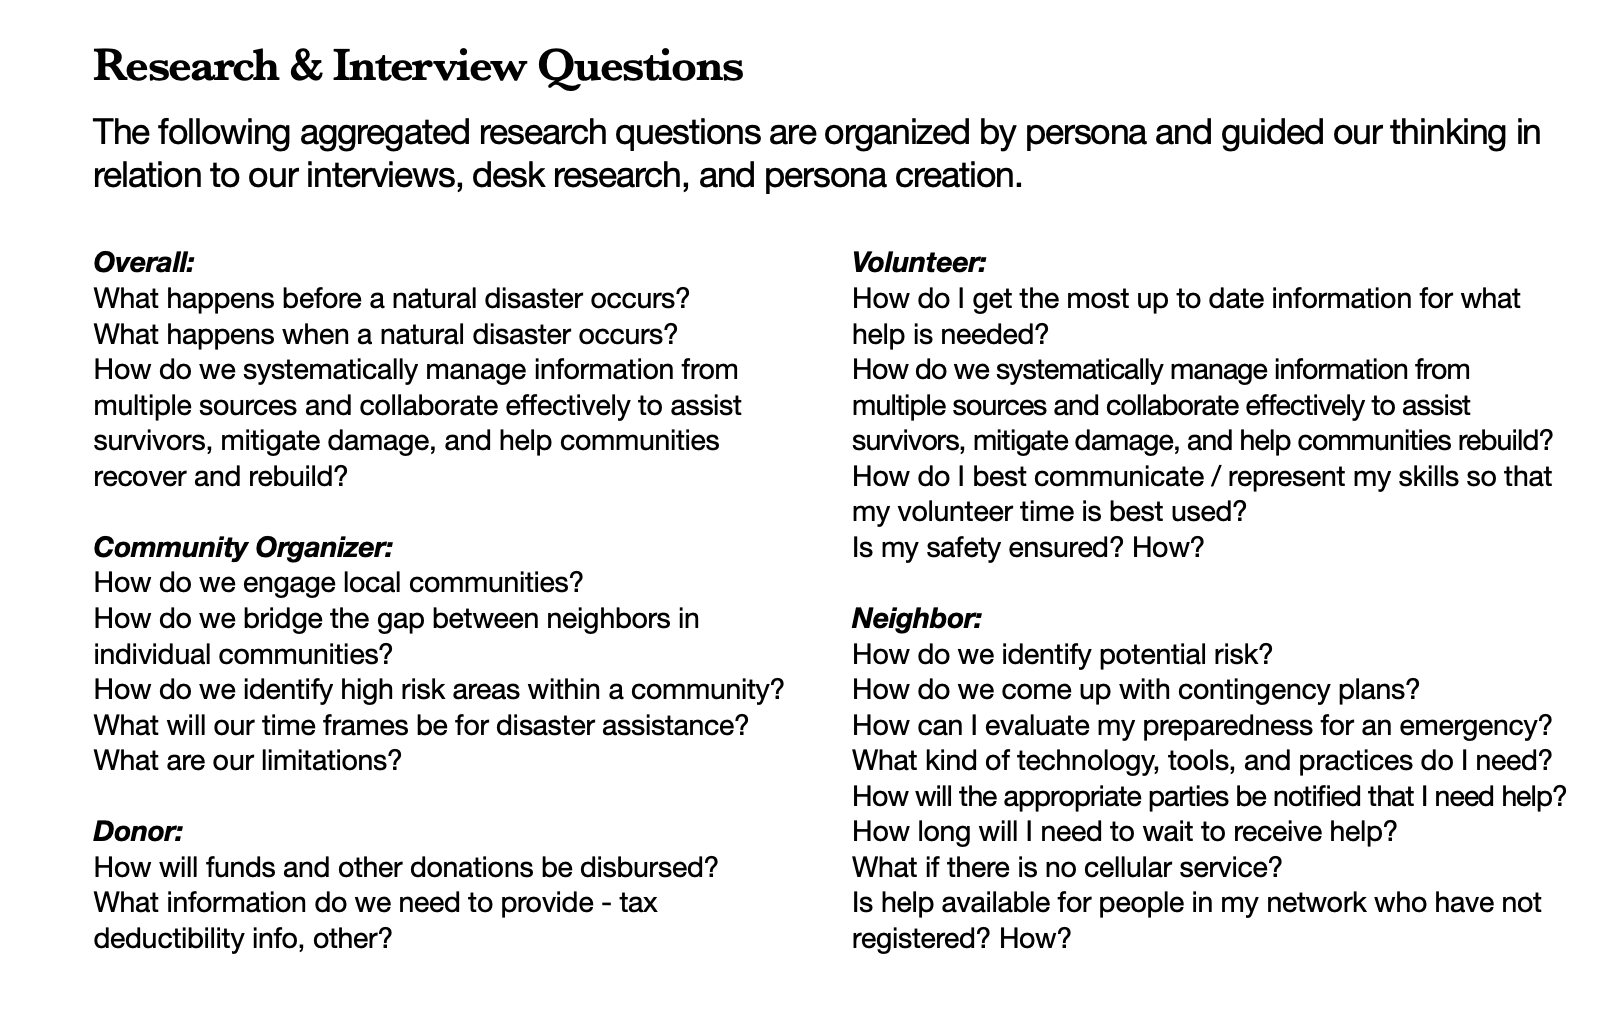 Research & Interview Questions
The following aggregated research questions are organized by persona and guided our thinking in
relation to our interviews, desk research, and persona creation.
Overall:
What happens before a natural disaster occurs?
What happens when a natural disaster occurs?
How do we systematically manage information from
multiple sources and collaborate effectively to assist
survivors, mitigate damage, and help communities
recover and rebuild?
Community Organizer:
How do we engage local communities?
How do we bridge the gap between neighbors in
individual communities?
How do we identify high risk areas within a community?
What will our time frames be for disaster assistance?
What are our limitations?
Donor:
How will funds and other donations be disbursed?
What information do we need to provide - tax
deductibility info, other?
Volunteer:
How do I get the most up to date information for what
help is needed?
How do we systematically manage information from
multiple sources and collaborate effectively to assist
survivors, mitigate damage, and help communities rebuild?
How do I best communicate / represent my skills so that
my volunteer time is best used?
Is my safety ensured? How?
Neighbor:
How do we identify potential risk?
How do we come up with contingency plans?
How can I evaluate my preparedness for an emergency?
What kind of technology, tools, and practices do I need?
How will the appropriate parties be notified that I need help?
How long will I need to wait to receive help?
What if there is no cellular service?
Is help available for people in my network who have not
registered? How?